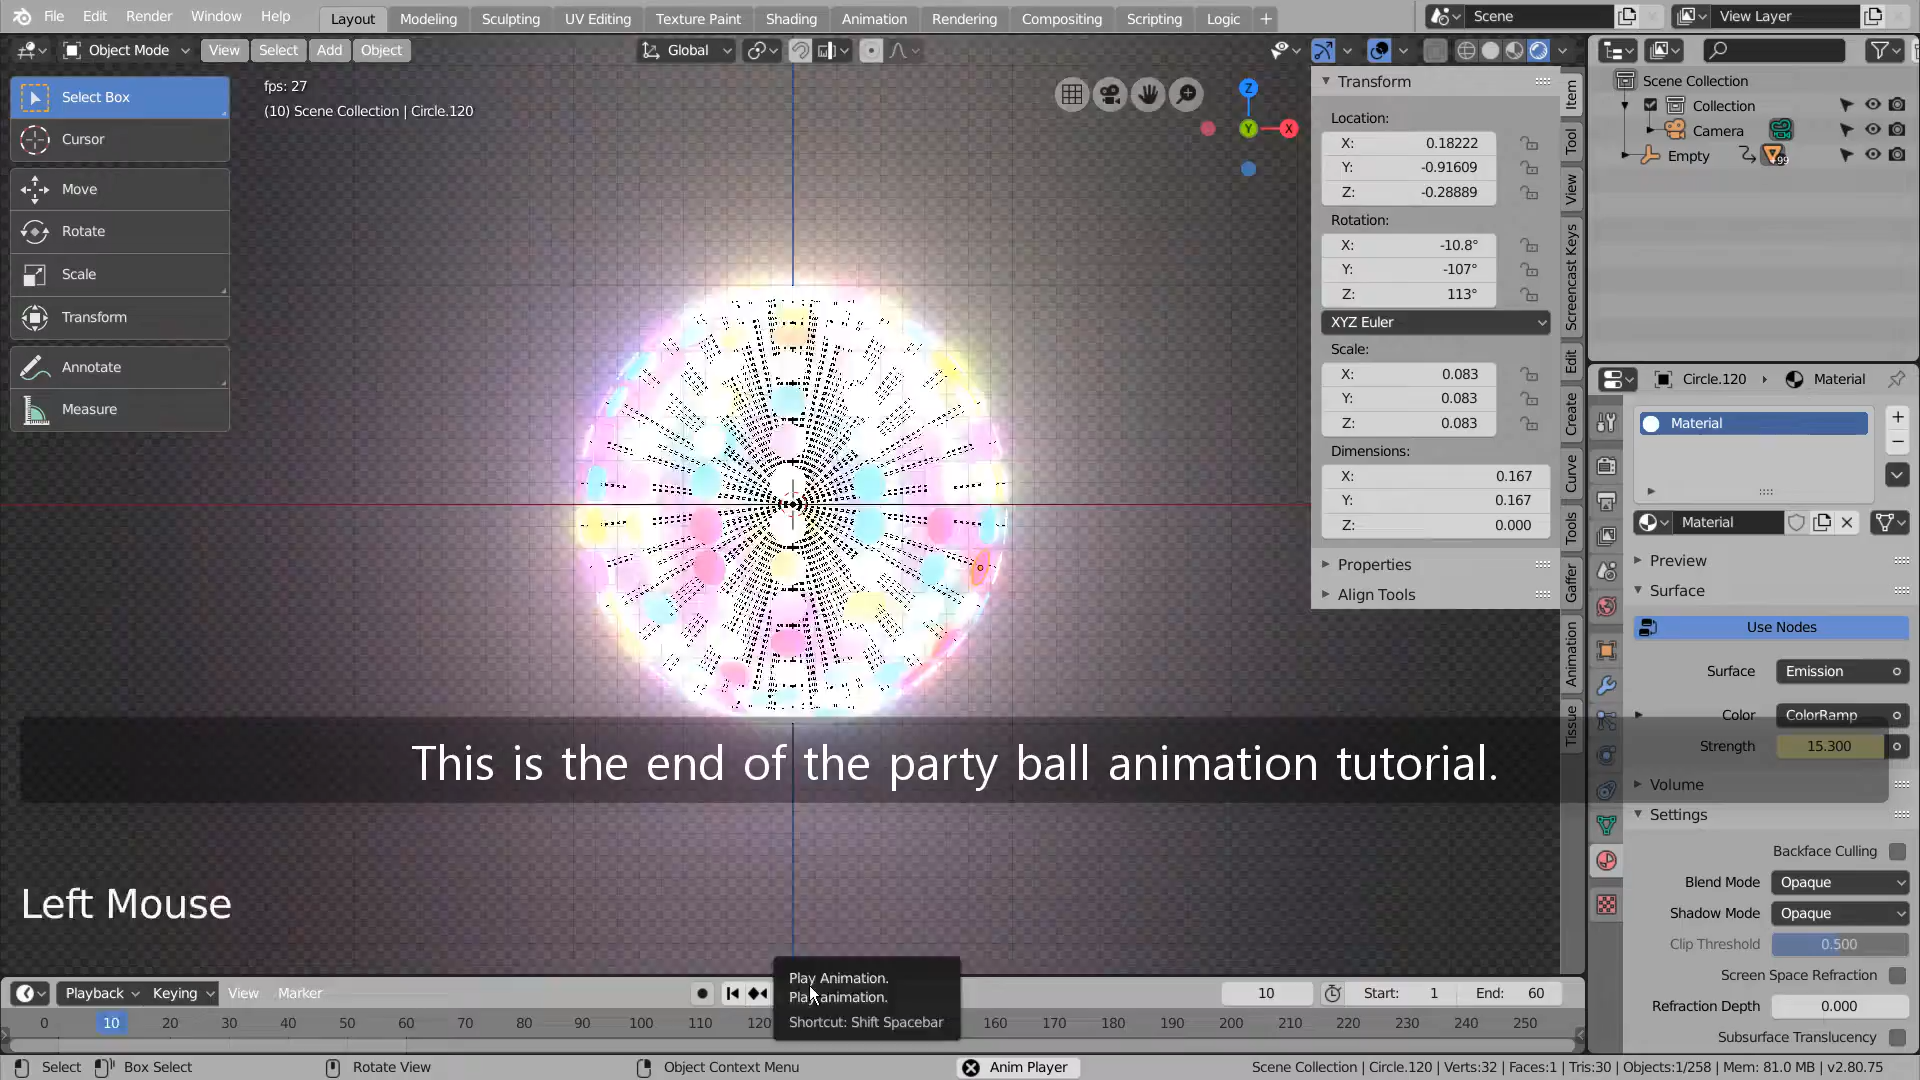 File Edit Render Window Help Layout Modeling Sculpting UV Editing Texture Paint Shading Animation Rendering Compositing Scripting Logic + Scene View Layer
Object Mode View Select Add Object Global
Select Box
Cursor
Move
Rotate
Scale
Transform
Annotate
Measure
fps: 27
(10) Scene Collection | Circle.120
Z
Y
X
Transform
Location:
X: 0.18222
Y: -0.91609
Z: -0.28889
Rotation:
X: -10.8°
Y: -107°
Z: 113°
XYZ Euler
Scale:
X: 0.083
Y: 0.083
Z: 0.083
Dimensions:
X: 0.167
Y: 0.167
Z: 0.000
Properties
Align Tools
Item
Tool
View
Screencast Keys
Edit
Create
Curve
Tools
Gaffer
Animation
Tissue
Scene Collection
Collection
Camera
Empty
+99
Circle.120 Material
Material
Material
Preview
Surface
Use Nodes
Surface Emission
Color ColorRamp
Strength 15.300
Volume
Settings
Backface Culling
Blend Mode Opaque
Shadow Mode Opaque
Clip Threshold 0.500
Screen Space Refraction
Refraction Depth 0.000
Subsurface Translucency
This is the end of the party ball animation tutorial.
Left Mouse
Play Animation.
Play animation.
Shortcut: Shift Spacebar
Playback Keying View Marker 10 Start: 1 End: 60
0 10 20 30 40 50 60 70 80 90 100 110 120 160 170 180 190 200 210 220 230 240 250
Select Box Select Rotate View Object Context Menu Anim Player Scene Collection | Circle.120 | Verts:32 | Faces:1 | Tris:30 | Objects:1/258 | Mem: 81.0 MB | v2.80.75